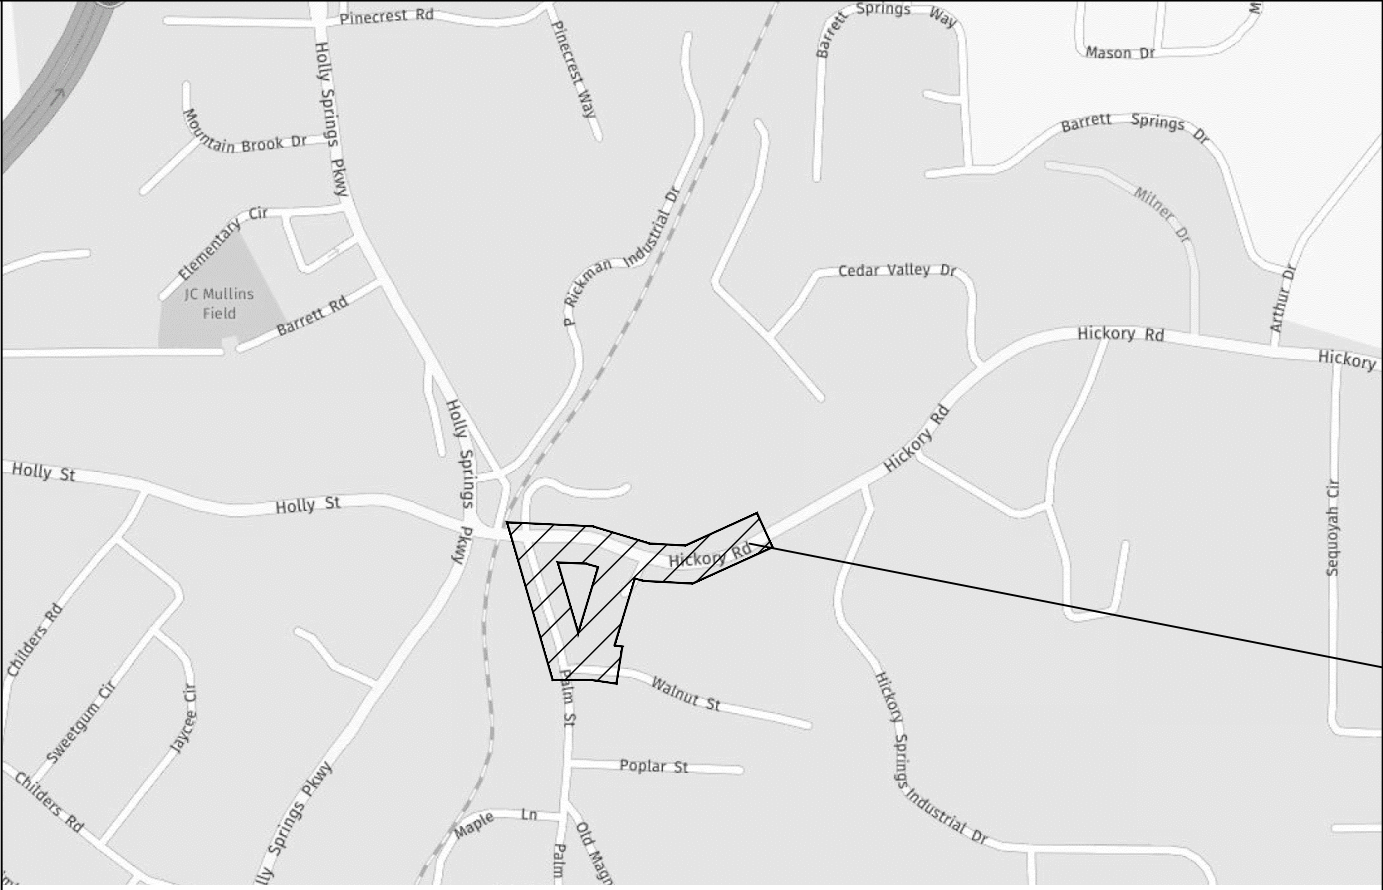 Pinecrest Rd
Barrett Springs Way
M
Mason Dr
Holly Springs Pkwy
Pinecrest Way
Mountain Brook Dr
Barrett Springs Dr
Milner Dr
Elementary Cir
P Rickman Industrial Dr
JC Mullins
Field
Barrett Rd
Cedar Valley Dr
Arthur Dr
Hickory Rd
Hickory
Holly Springs Pkwy
Hickory Rd
Holly St
Holly St
Sequoyah Cir
Hickory Rd
Childers Rd
Sweetgum Cir
Jaycee Cir
Palm St
Walnut St
Hickory Springs Industrial Dr
Poplar St
Childers Rd
lly Springs Pkwy
Maple Ln
Palm
Old Magn